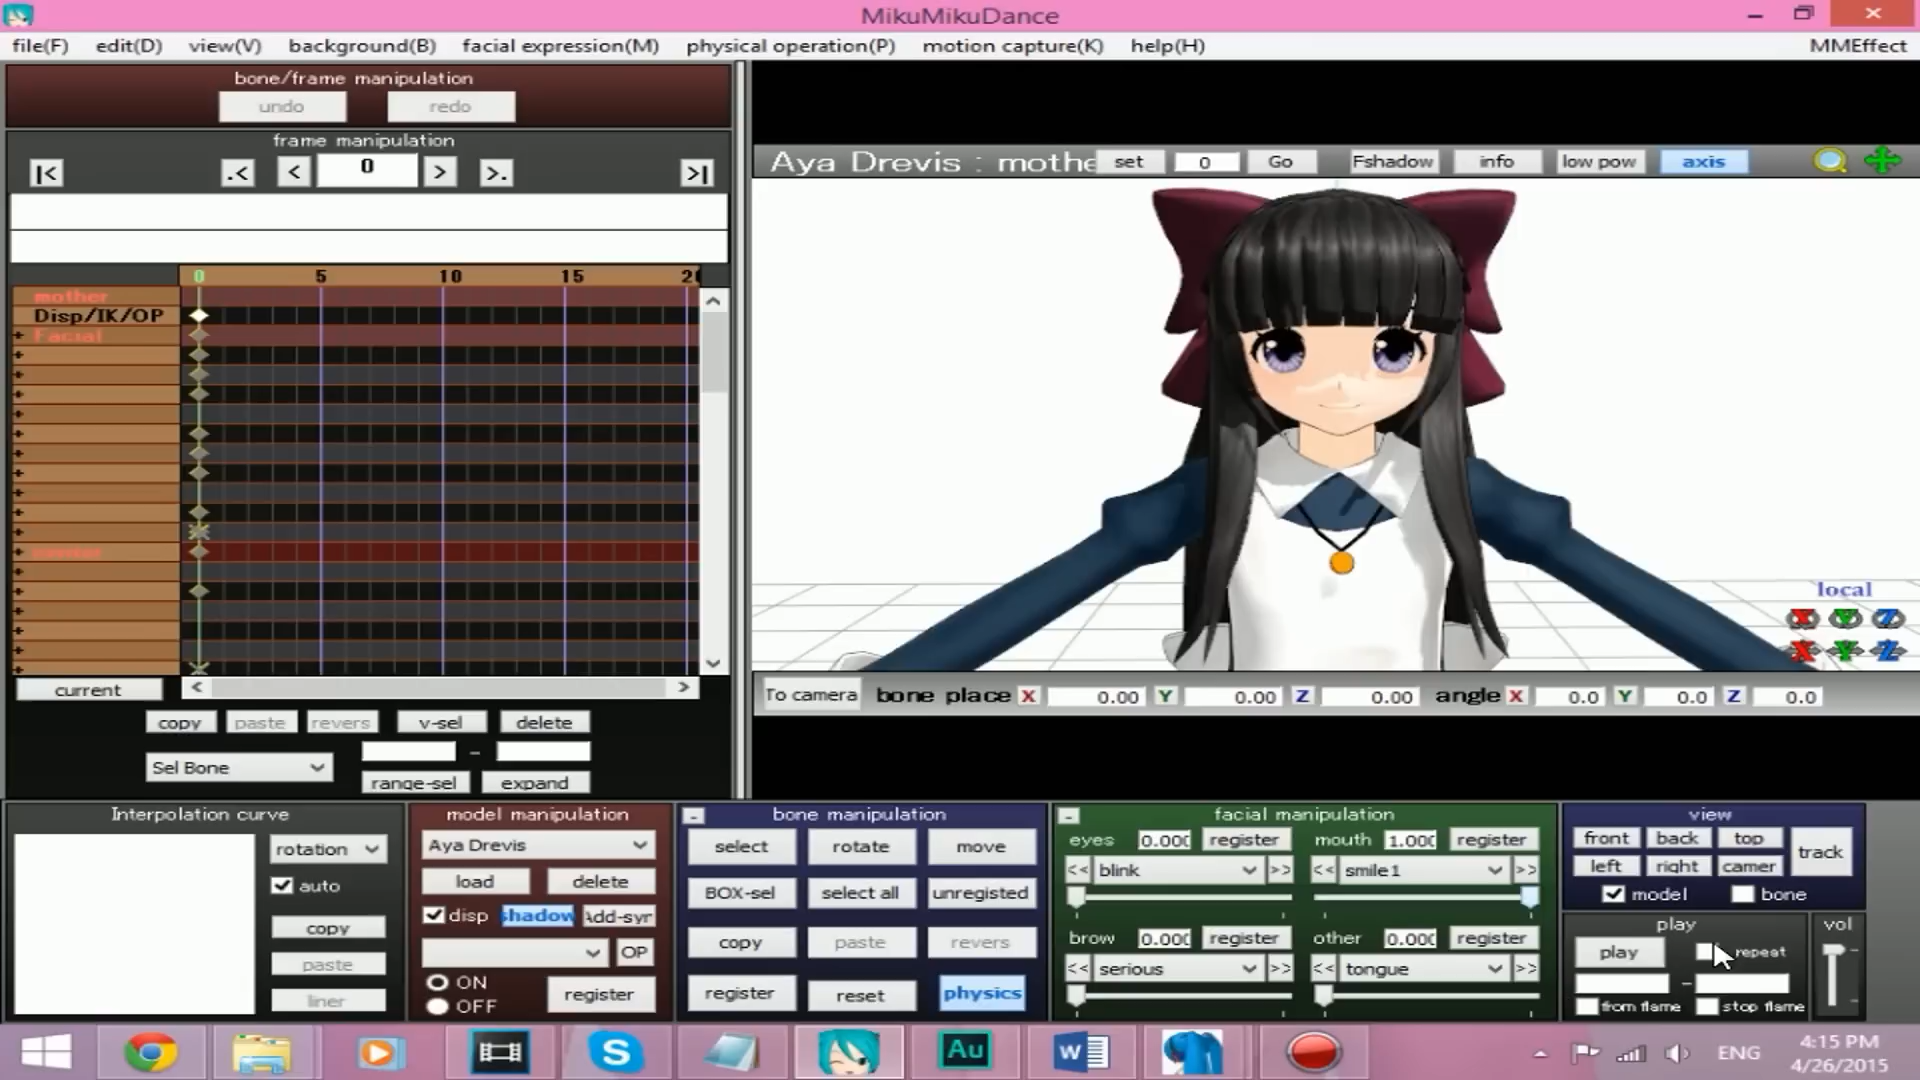 MikuMikuDance
file(F) edit(D) view(V) background(B) facial expression(M) physical operation(P) motion capture(K) help(H) MMEffect
bone/frame manipulation
undo redo
frame manipulation
|< .< < 0 > >. >|
Aya Drevis : mothe set 0 Go Fshadow info low pow axis
0 5 10 15 20
mother
Disp/IK/OP
Facial
local
X Y Z
X Y Z
current < >
To camera bone place X 0.00 Y 0.00 Z 0.00 angle X 0.0 Y 0.0 Z 0.0
copy paste revers v-sel delete
Sel Bone -
range-sel expand
Interpolation curve
rotation
auto
copy
paste
liner
model manipulation
Aya Drevis
load delete
disp shadow Add-syn
OP
ON
OFF
register
- bone manipulation
select rotate move
BOX-sel select all unregisted
copy paste revers
register reset physics
- facial manipulation
eyes 0.000 register mouth 1.000 register
<< blink >> << smile1 >>
brow 0.000 register other 0.000 register
<< serious >> << tongue >>
view
front back top
left right camer
track
model bone
play vol
play repeat
-
from flame stop flame
Au
ENG
4:15 PM
4/26/2015